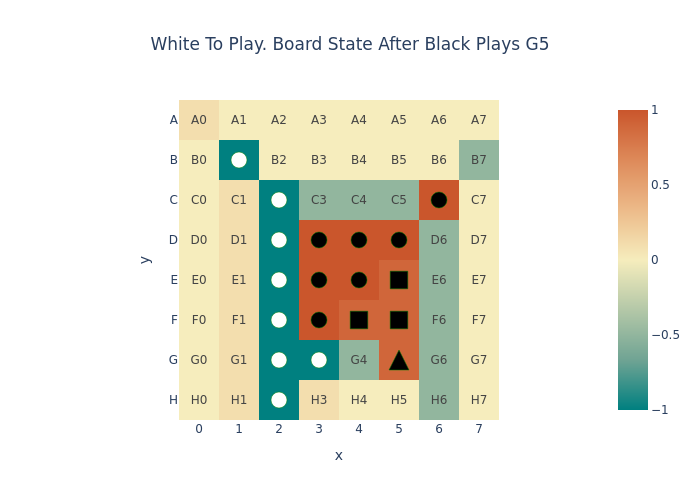 White To Play. Board State After Black Plays G5
A A0 A1 A2 A3 A4 A5 A6 A7 1
B B0 B2 B3 B4 B5 B6 B7
C C0 C1 C3 C4 C5 C7 0.5
D D0 D1 D6 D7
y 0
E E0 E1 E6 E7
F F0 F1 F6 F7 −0.5
G G0 G1 G4 G6 G7
H H0 H1 H3 H4 H5 H6 H7 −1
0 1 2 3 4 5 6 7
x